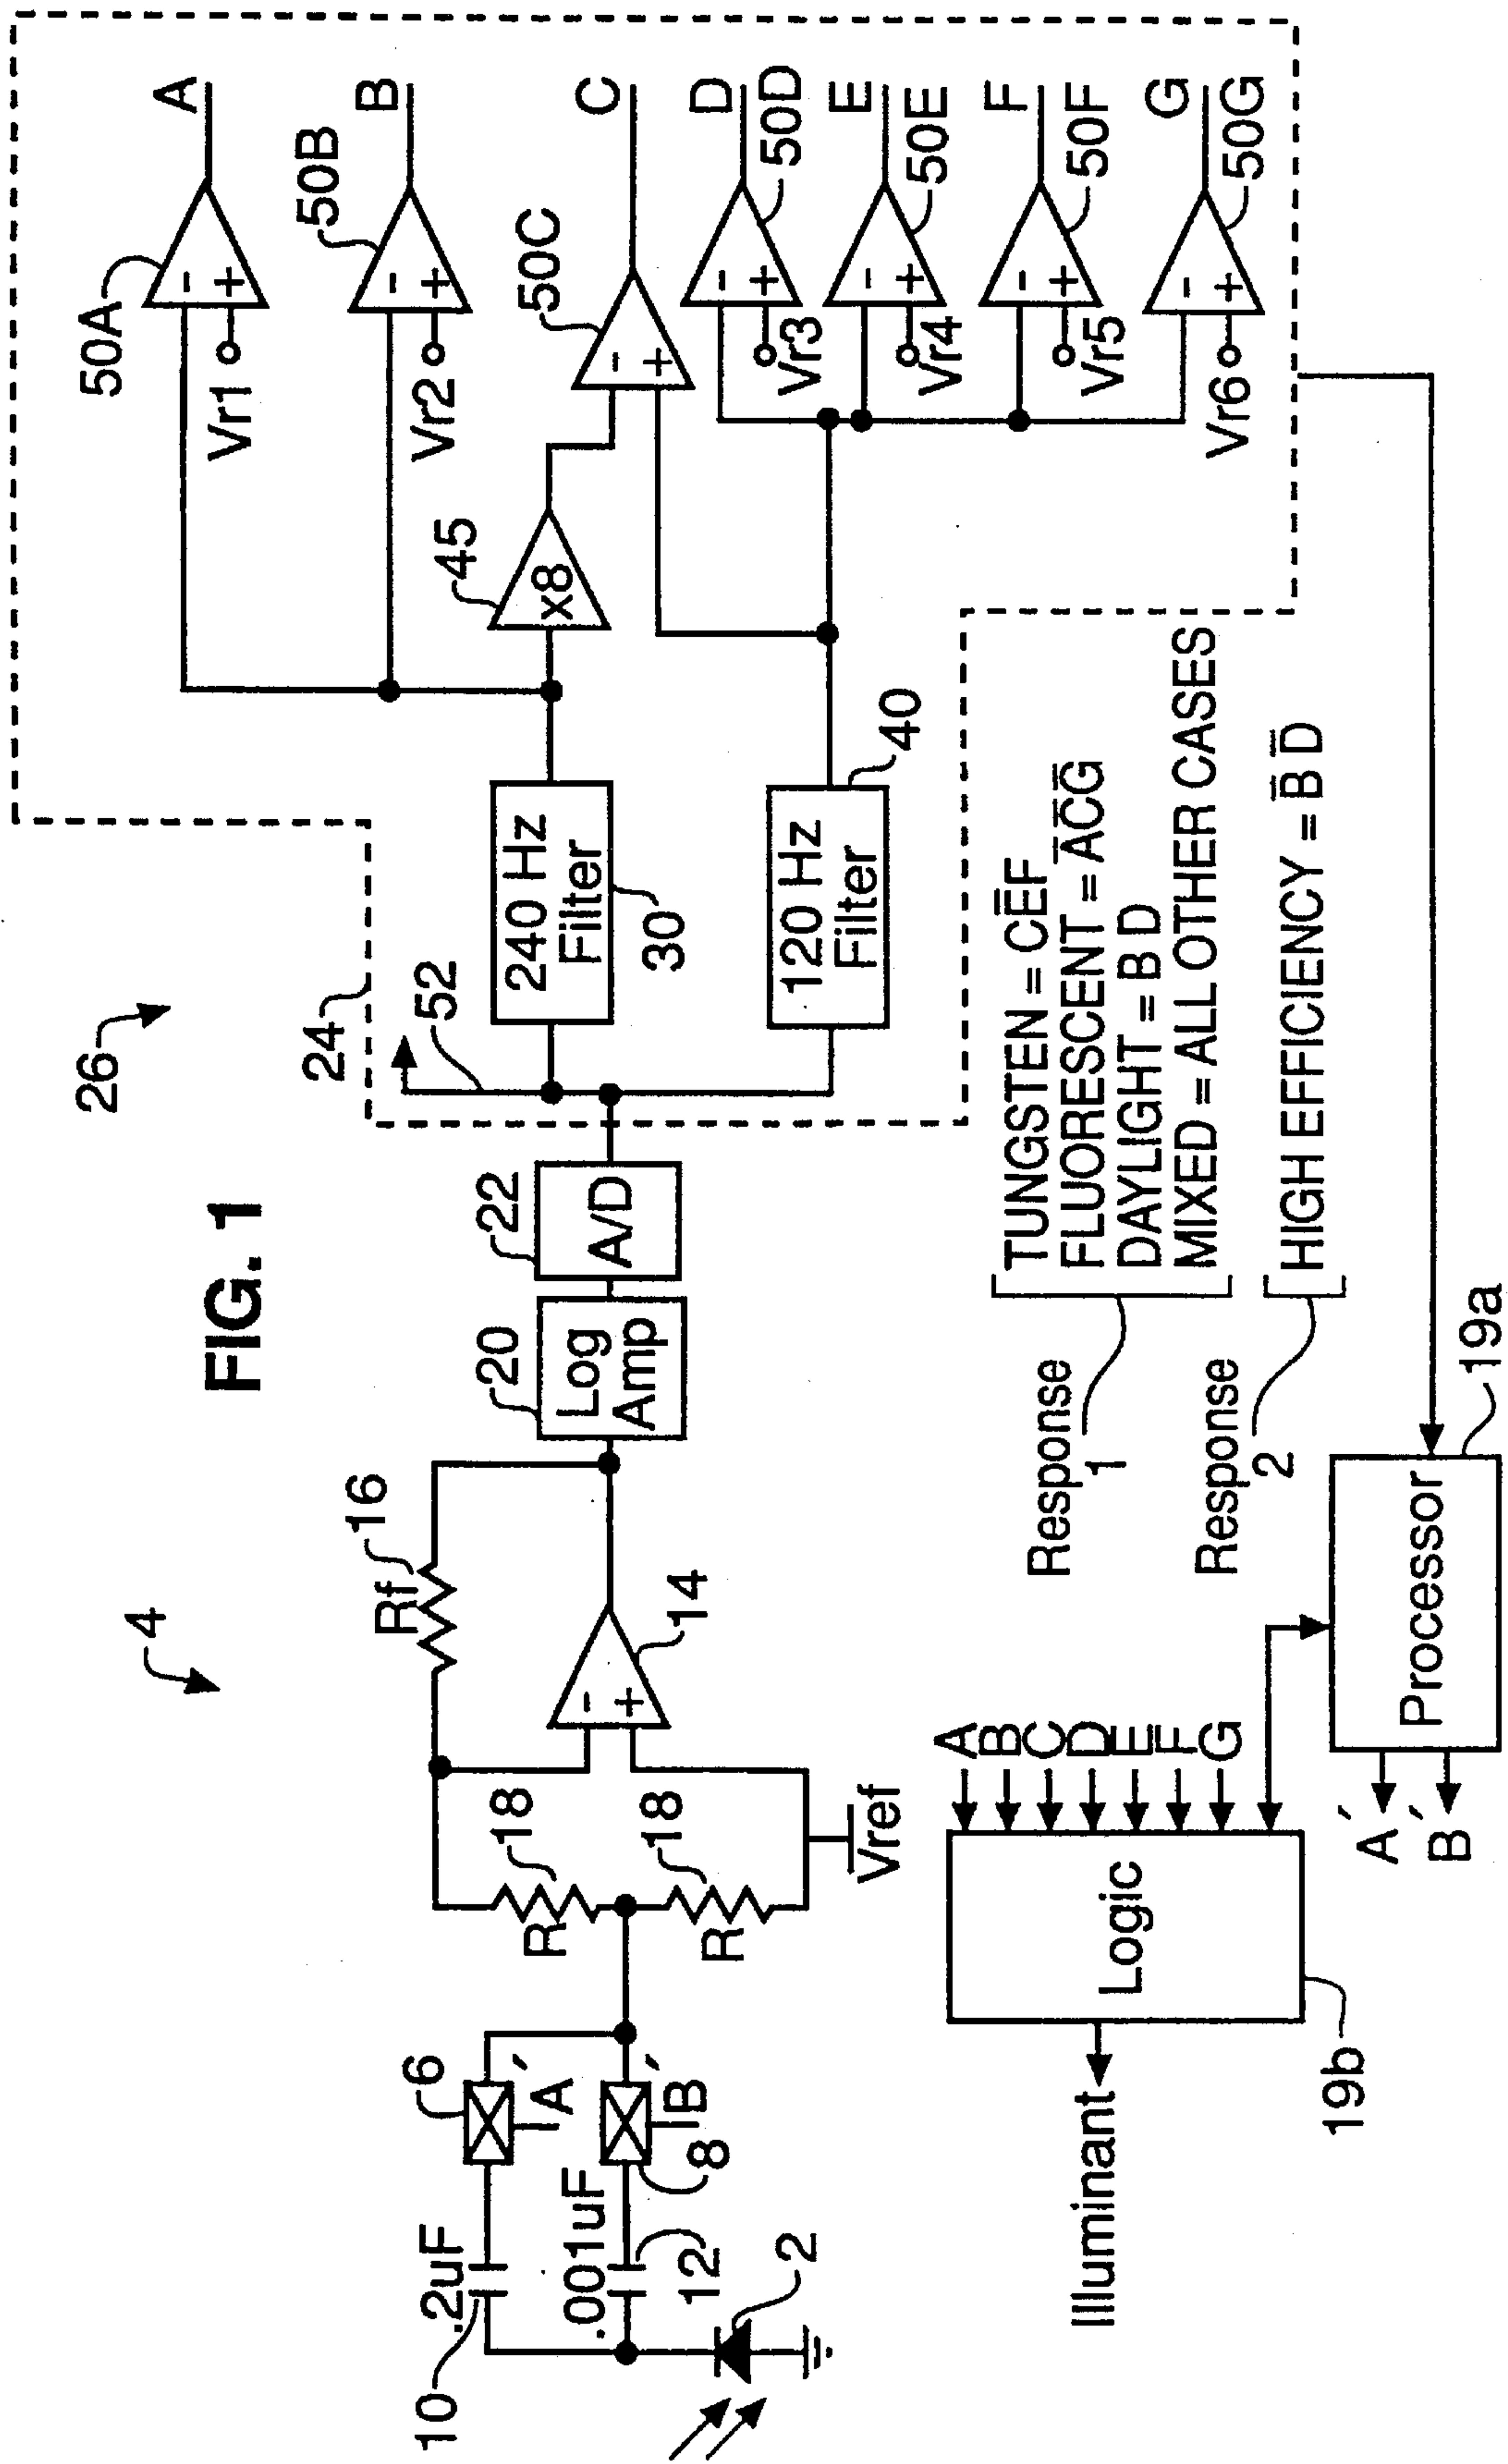 FIG. 1
4
26
24
52
10
.2uF
6
A´
.001uF
12
8
B´
2
R
18
R
18
Vref
Rf
16
-
+
14
20
Log
Amp
22
A/D
240 Hz
Filter
30
120 Hz
Filter
40
45
x8
50A
-
+
Vr1
A
50B
-
+
Vr2
B
50C
-
+
C
-
+
Vr3
D
50D
-
+
Vr4
E
50E
-
+
Vr5
F
50F
-
+
Vr6
G
50G
Response
1
TUNGSTEN = CE̅F
FLUORESCENT = A̅C̅G̅
DAYLIGHT = B D
MIXED = ALL OTHER CASES
Response
2
HIGH EFFICIENCY = B̅ D̅
Illuminant
Logic
19b
A
B
C
D
E
F
G
A´
B´
Processor
19a